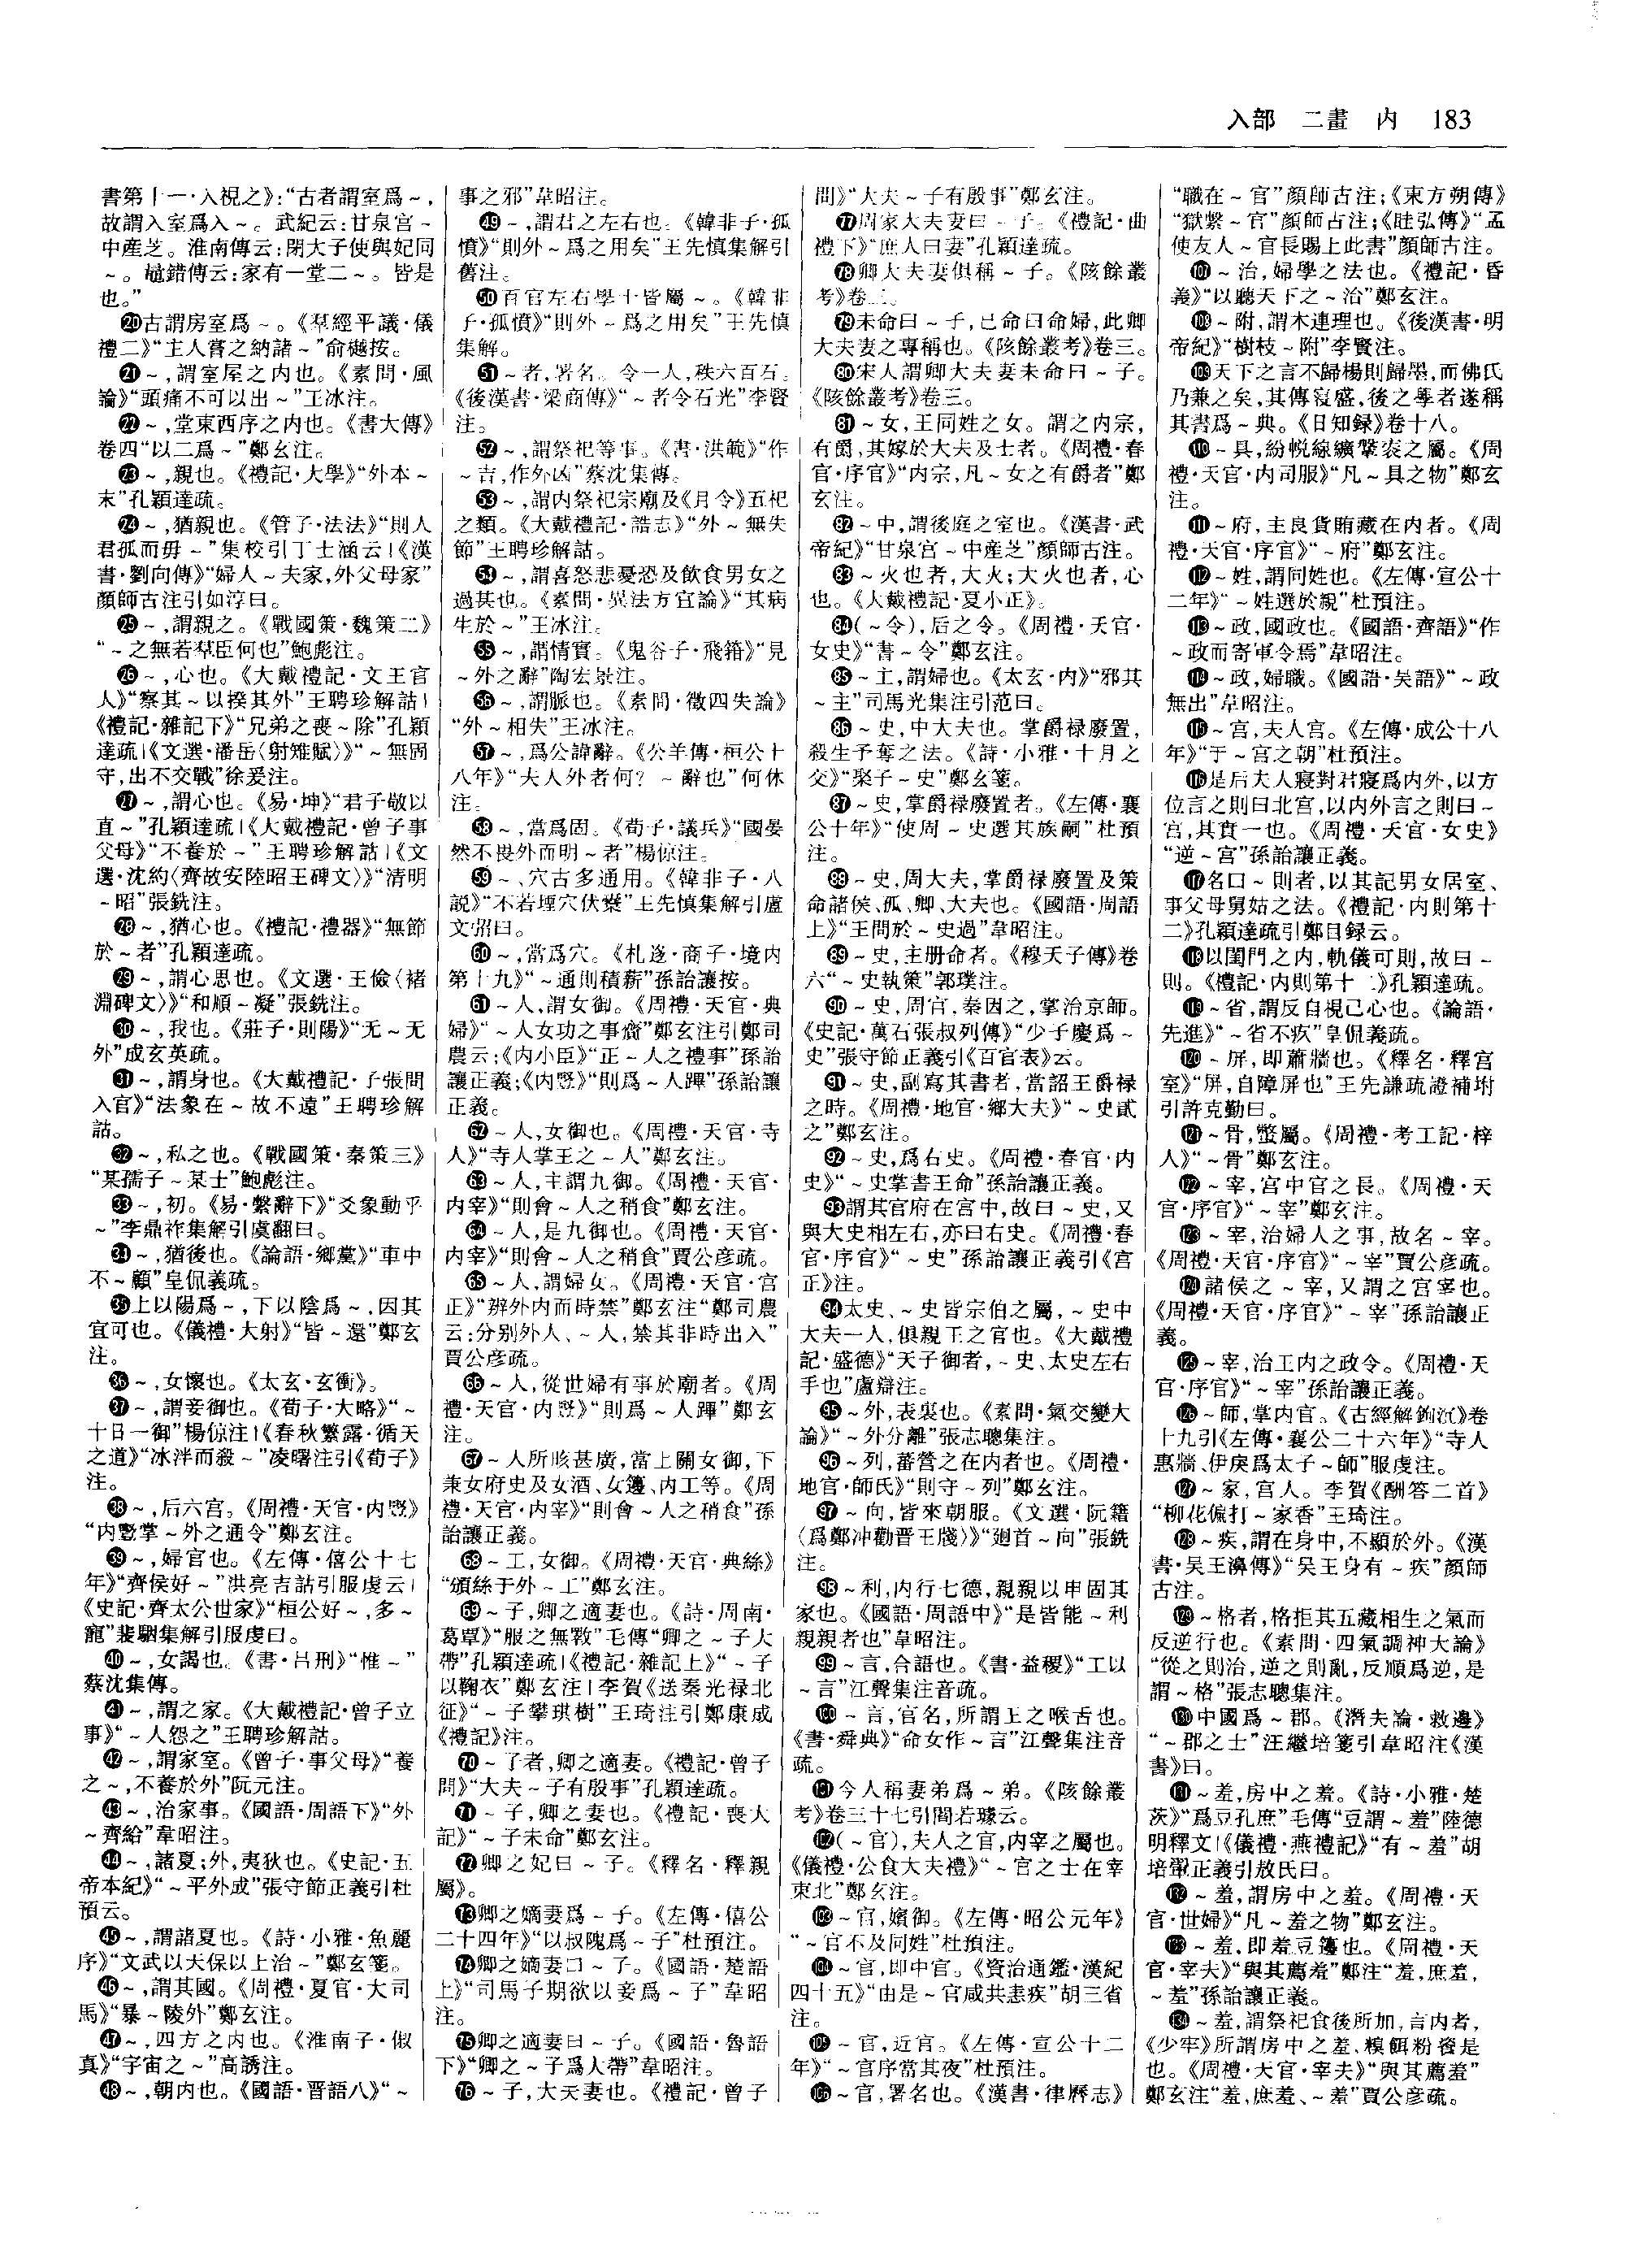 入部　二畫　内　183
書第十一·入視之》:“古者謂室爲～,
故謂入室爲入～。武紀云:甘泉宫～
中産芝。淮南傳云:閉太子使與妃同
～。鼂錯傳云:家有一堂二～。皆是
也。”
⑳古謂房室爲～。《羣經平議·儀
禮二》“主人嘗之納諸～”俞樾按。
㉑～,謂室屋之内也。《素問·風
論》“頭痛不可以出～”王冰注。
㉒～,堂東西序之内也。《書大傳》
卷四“以二爲～”鄭玄注。
㉓～,親也。《禮記·大學》“外本～
末”孔穎達疏。
㉔～,猶親也。《管子·法法》“則人
君孤而毋～”集校引丁士涵云|《漢
書·劉向傳》“婦人～夫家,外父母家”
顔師古注引如淳曰。
㉕～,謂親之。《戰國策·魏策二》
“～之無若羣臣何也”鮑彪注。
㉖～,心也。《大戴禮記·文王官
人》“察其～以揆其外”王聘珍解詁|
《禮記·雜記下》“兄弟之喪～除”孔穎
達疏|《文選·潘岳〈射雉賦〉》“～無固
守,出不交戰”徐爰注。
㉗～,謂心也。《易·坤》“君子敬以
直～”孔穎達疏|《大戴禮記·曾子事
父母》“不養於～”王聘珍解詁|《文
選·沈約〈齊故安陸昭王碑文〉》“清明
～昭”張銑注。
㉘～,猶心也。《禮記·禮器》“無節
於～者”孔穎達疏。
㉙～,謂心思也。《文選·王儉〈褚
淵碑文〉》“和順～凝”張銑注。
㉚～,我也。《莊子·則陽》“无～无
外”成玄英疏。
㉛～,謂身也。《大戴禮記·子張問
入官》“法象在～故不遠”王聘珍解
詁。
㉜～,私之也。《戰國策·秦策三》
“某孺子～某士”鮑彪注。
㉝～,初。《易·繫辭下》“爻象動乎
～”李鼎祚集解引虞翻曰。
㉞～,猶後也。《論語·鄉黨》“車中
不～顧”皇侃義疏。
㉟上以陽爲～,下以陰爲～,因其
宜可也。《儀禮·大射》“皆～還”鄭玄
注。
㊱～,女懷也。《太玄·玄衝》。
㊲～,謂妾御也。《荀子·大略》“～
十日一御”楊倞注|《春秋繁露·循天
之道》“冰泮而殺～”凌曙注引《荀子》
注。
㊳～,后六宫。《周禮·天官·内豎》
“内豎掌～外之通令”鄭玄注。
㊴～,婦官也。《左傳·僖公十七
年》“齊侯好～”洪亮吉詁引服虔云|
《史記·齊太公世家》“桓公好～,多～
寵”裴駰集解引服虔曰。
㊵～,女謁也。《書·吕刑》“惟～”
蔡沈集傳。
㊶～,謂之家。《大戴禮記·曾子立
事》“～人怨之”王聘珍解詁。
㊷～,謂家室。《曾子·事父母》“養
之～,不養於外”阮元注。
㊸～,治家事。《國語·周語下》“外
～齊給”韋昭注。
㊹～,諸夏;外,夷狄也。《史記·五
帝本紀》“～平外成”張守節正義引杜
預云。
㊺～,謂諸夏也。《詩·小雅·魚麗
序》“文武以天保以上治～”鄭玄箋。
㊻～,謂其國。《周禮·夏官·大司
馬》“暴～陵外”鄭玄注。
㊼～,四方之内也。《淮南子·俶
真》“宇宙之～”高誘注。
㊽～,朝内也。《國語·晋語八》“～
事之邪”韋昭注。
㊾～,謂君之左右也。《韓非子·孤
憤》“則外～爲之用矣”王先慎集解引
舊注。
㊿百官左右學士皆屬～。《韓非
子·孤憤》“則外～爲之用矣”王先慎
集解。
51～者,署名。令一人,秩六百石。
《後漢書·梁商傳》“～者令石光”李賢
注。
52～,謂祭祀等事。《書·洪範》“作
～吉,作外凶”蔡沈集傳。
53～,謂内祭祀宗廟及《月令》五祀
之類。《大戴禮記·誥志》“外～無失
節”王聘珍解詁。
54～,謂喜怒悲憂恐及飲食男女之
過甚也。《素問·異法方宜論》“其病
生於～”王冰注。
55～,謂情實。《鬼谷子·飛箝》“見
～外之辭”陶宏景注。
56～,謂脈也。《素問·徵四失論》
“外～相失”王冰注。
57～,爲公諱辭。《公羊傳·桓公十
八年》“夫人外者何？～辭也”何休
注。
58～,當爲固。《荀子·議兵》“國晏
然不畏外而明～者”楊倞注。
59～、穴古多通用。《韓非子·八
説》“不若堙穴伏櫜”王先慎集解引盧
文弨曰。
60～,當爲穴。《札迻·商子·境内
第十九》“～通則積薪”孫詒讓按。
61～人,謂女御。《周禮·天官·典
婦》“～人女功之事齎”鄭玄注引鄭司
農云;《内小臣》“正～人之禮事”孫詒
讓正義;《内豎》“則爲～人蹕”孫詒讓
正義。
62～人,女御也。《周禮·天官·寺
人》“寺人掌王之～人”鄭玄注。
63～人,主謂九御。《周禮·天官·
内宰》“則會～人之稍食”鄭玄注。
64～人,是九御也。《周禮·天官·
内宰》“則會～人之稍食”賈公彦疏。
65～人,謂婦女。《周禮·天官·宫
正》“辨外内而時禁”鄭玄注“鄭司農
云:分别外人、～人,禁其非時出入”
賈公彦疏。
66～人,從世婦有事於廟者。《周
禮·天官·内豎》“則爲～人蹕”鄭玄
注。
67～人所晐甚廣,當上關女御,下
兼女府史及女酒、女籩、内工等。《周
禮·天官·内宰》“則會～人之稍食”孫
詒讓正義。
68～工,女御。《周禮·天官·典絲》
“頒絲于外～工”鄭玄注。
69～子,卿之適妻也。《詩·周南·
葛覃》“服之無斁”毛傳“卿之～子大
帶”孔穎達疏|《禮記·雜記上》“～子
以鞠衣”鄭玄注|李賀《送秦光禄北
征》“～子攀琪樹”王琦注引鄭康成
《禮記》注。
70～子者,卿之適妻。《禮記·曾子
問》“大夫～子有殷事”孔穎達疏。
71～子,卿之妻也。《禮記·喪大
記》“～子未命”鄭玄注。
72卿之妃曰～子。《釋名·釋親
屬》。
73卿之嫡妻爲～子。《左傳·僖公
二十四年》“以叔隗爲～子”杜預注。
74卿之嫡妻曰～子。《國語·楚語
上》“司馬子期欲以妾爲～子”韋昭
注。
75卿之適妻曰～子。《國語·魯語
下》“卿之～子爲大帶”韋昭注。
76～子,大夫妻也。《禮記·曾子
問》“大夫～子有殷事”鄭玄注。
77周家大夫妻曰～子。《禮記·曲
禮下》“庶人曰妻”孔穎達疏。
78卿大夫妻俱稱～子。《陔餘叢
考》卷三。
79未命曰～子,已命曰命婦,此卿
大夫妻之專稱也。《陔餘叢考》卷三。
80宋人謂卿大夫妻未命曰～子。
《陔餘叢考》卷三。
81～女,王同姓之女。謂之内宗,
有爵,其嫁於大夫及士者。《周禮·春
官·序官》“内宗,凡～女之有爵者”鄭
玄注。
82～中,謂後庭之室也。《漢書·武
帝紀》“甘泉宫～中産芝”顔師古注。
83～火也者,大火;大火也者,心
也。《大戴禮記·夏小正》。
84(～令),后之令。《周禮·天官·
女史》“書～令”鄭玄注。
85～主,謂婦也。《太玄·内》“邪其
～主”司馬光集注引范曰。
86～史,中大夫也。掌爵禄廢置,
殺生予奪之法。《詩·小雅·十月之
交》“棸子～史”鄭玄箋。
87～史,掌爵禄廢置者。《左傳·襄
公十年》“使周～史選其族嗣”杜預
注。
88～史,周大夫,掌爵禄廢置及策
命諸侯、孤、卿、大夫也。《國語·周語
上》“王問於～史過”韋昭注。
89～史,主册命者。《穆天子傳》卷
六“～史執策”郭璞注。
90～史,周官,秦因之,掌治京師。
《史記·萬石張叔列傳》“少子慶爲～
史”張守節正義引《百官表》云。
91～史,副寫其書者,當詔王爵禄
之時。《周禮·地官·鄉大夫》“～史貳
之”鄭玄注。
92～史,爲右史。《周禮·春官·内
史》“～史掌書王命”孫詒讓正義。
93謂其官府在宫中,故曰～史,又
與大史相左右,亦曰右史。《周禮·春
官·序官》“～史”孫詒讓正義引《宫
正》注。
94太史、～史皆宗伯之屬,～史中
大夫一人,俱親王之官也。《大戴禮
記·盛德》“天子御者,～史、太史左右
手也”盧辯注。
95～外,表裏也。《素問·氣交變大
論》“～外分離”張志聰集注。
96～列,蕃營之在内者也。《周禮·
地官·師氏》“則守～列”鄭玄注。
97～向,皆來朝服。《文選·阮籍
〈爲鄭冲勸晋王牋〉》“迴首～向”張銑
注。
98～利,内行七德,親親以申固其
家也。《國語·周語中》“是皆能～利
親親者也”韋昭注。
99～言,合語也。《書·益稷》“工以
～言”江聲集注音疏。
100～言,官名,所謂王之喉舌也。
《書·舜典》“命女作～言”江聲集注音
疏。
101今人稱妻弟爲～弟。《陔餘叢
考》卷三十七引閻若璩云。
102(～官),夫人之官,内宰之屬也。
《儀禮·公食大夫禮》“～官之士在宰
東北”鄭玄注。
103～官,嬪御。《左傳·昭公元年》
“～官不及同姓”杜預注。
104～官,即中官。《資治通鑑·漢紀
四十五》“由是～官咸共恚疾”胡三省
注。
105～官,近官。《左傳·宣公十二
年》“～官序當其夜”杜預注。
106～官,署名也。《漢書·律曆志》
“職在～官”顔師古注;《東方朔傳》
“獄繫～官”顔師古注;《眭弘傳》“孟
使友人～官長賜上此書”顔師古注。
107～治,婦學之法也。《禮記·昏
義》“以聽天下之～治”鄭玄注。
108～附,謂木連理也。《後漢書·明
帝紀》“樹枝～附”李賢注。
109天下之言不歸楊則歸墨,而佛氏
乃兼之矣,其傳寖盛,後之學者遂稱
其書爲～典。《日知録》卷十八。
110～具,紛帨線纊鞶袠之屬。《周
禮·天官·内司服》“凡～具之物”鄭玄
注。
111～府,主良貨賄藏在内者。《周
禮·天官·序官》“～府”鄭玄注。
112～姓,謂同姓也。《左傳·宣公十
二年》“～姓選於親”杜預注。
113～政,國政也。《國語·齊語》“作
～政而寄軍令焉”韋昭注。
114～政,婦職。《國語·吴語》“～政
無出”韋昭注。
115～宫,夫人宫。《左傳·成公十八
年》“于～宫之朝”杜預注。
116是后夫人寢對君寢爲内外,以方
位言之則曰北宫,以内外言之則曰～
宫,其實一也。《周禮·天官·女史》
“逆～宫”孫詒讓正義。
117名曰～則者,以其記男女居室、
事父母舅姑之法。《禮記·内則第十
二》孔穎達疏引鄭目録云。
118以閨門之内,軌儀可則,故曰～
則。《禮記·内則第十二》孔穎達疏。
119～省,謂反自視己心也。《論語·
先進》“～省不疚”皇侃義疏。
120～屏,即蕭牆也。《釋名·釋宫
室》“屏,自障屏也”王先謙疏證補坿
引許克勤曰。
121～骨,蟞屬。《周禮·考工記·梓
人》“～骨”鄭玄注。
122～宰,宫中官之長。《周禮·天
官·序官》“～宰”鄭玄注。
123～宰,治婦人之事,故名～宰。
《周禮·天官·序官》“～宰”賈公彦疏。
124諸侯之～宰,又謂之宫宰也。
《周禮·天官·序官》“～宰”孫詒讓正
義。
125～宰,治王内之政令。《周禮·天
官·序官》“～宰”孫詒讓正義。
126～師,掌内官。《古經解鉤沉》卷
十九引《左傳·襄公二十六年》“寺人
惠牆、伊戾爲太子～師”服虔注。
127～家,宫人。李賀《酬答二首》
“柳花偏打～家香”王琦注。
128～疾,謂在身中,不顯於外。《漢
書·吴王濞傳》“吴王身有～疾”顔師
古注。
129～格者,格拒其五藏相生之氣而
反逆行也。《素問·四氣調神大論》
“從之則治,逆之則亂,反順爲逆,是
謂～格”張志聰集注。
130中國爲～郡。《潛夫論·救邊》
“～郡之士”汪繼培箋引韋昭注《漢
書》曰。
131～羞,房中之羞。《詩·小雅·楚
茨》“爲豆孔庶”毛傳“豆謂～羞”陸德
明釋文|《儀禮·燕禮記》“有～羞”胡
培翬正義引敖氏曰。
132～羞,謂房中之羞。《周禮·天
官·世婦》“凡～羞之物”鄭玄注。
133～羞,即羞豆籩也。《周禮·天
官·宰夫》“與其薦羞”鄭注“羞,庶羞,
～羞”孫詒讓正義。
134～羞,謂祭祀食後所加,言内者,
《少牢》所謂房中之羞、糗餌粉餈是
也。《周禮·天官·宰夫》“與其薦羞”
鄭玄注“羞,庶羞、～羞”賈公彦疏。